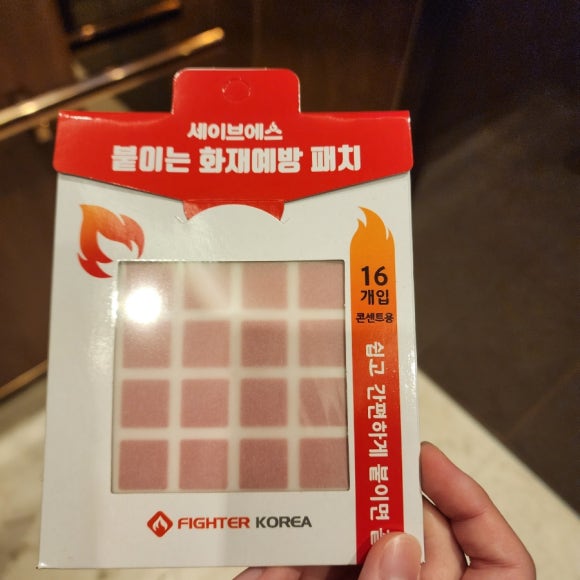 세이브에스
붙이는 화재예방 패치
16
개입
콘센트용
쉽고 간편하게 붙이면
FIGHTER KOREA